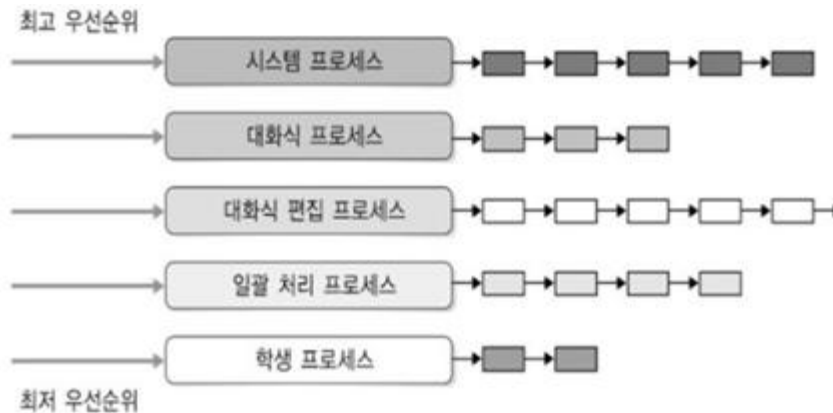 최고 우선순위
시스템 프로세스
대화식 프로세스
대화식 편집 프로세스
일괄 처리 프로세스
학생 프로세스
최저 우선순위